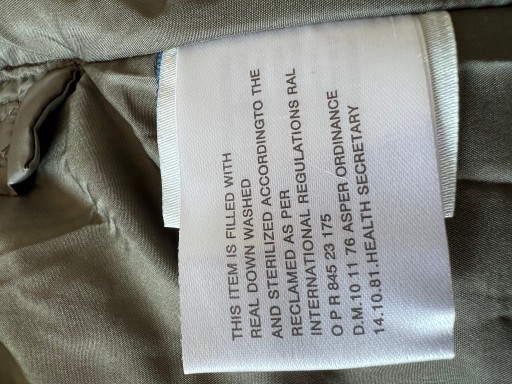 THIS ITEM IS FILLED WITH
REAL DOWN WASHED
AND STERILIZED ACCORDINGTO THE
RECLAMED AS PER
INTERNATIONAL REGULATIONS RAL
O P R 845 23 175
D.M.10 11 76 ASPER ORDINANCE
14.10.81.HEALTH SECRETARY